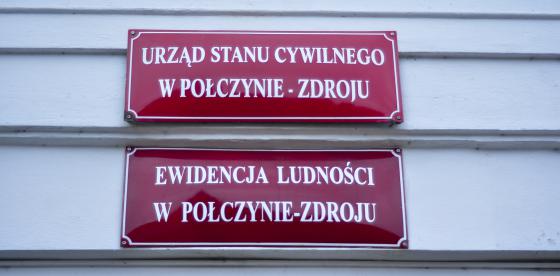 URZĄD STANU CYWILNEGO
W POŁCZYNIE - ZDROJU
EWIDENCJA LUDNOŚCI
W POŁCZYNIE-ZDROJU